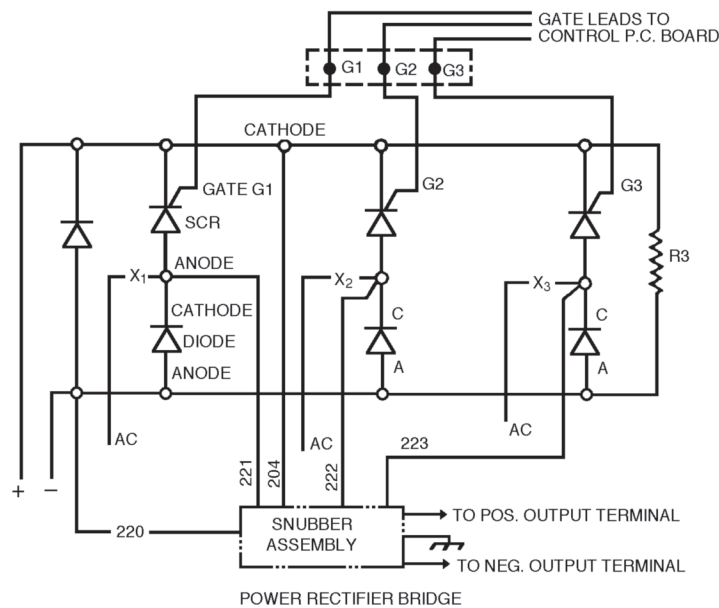 GATE LEADS TO
CONTROL P.C. BOARD
G1 G2 G3
CATHODE
GATE G1
G2
G3
SCR
R3
ANODE
X1
X2
X3
CATHODE
C
C
DIODE
ANODE
A
A
AC
AC
AC
221
204
222
223
+ −
220
SNUBBER
ASSEMBLY
TO POS. OUTPUT TERMINAL
TO NEG. OUTPUT TERMINAL
POWER RECTIFIER BRIDGE